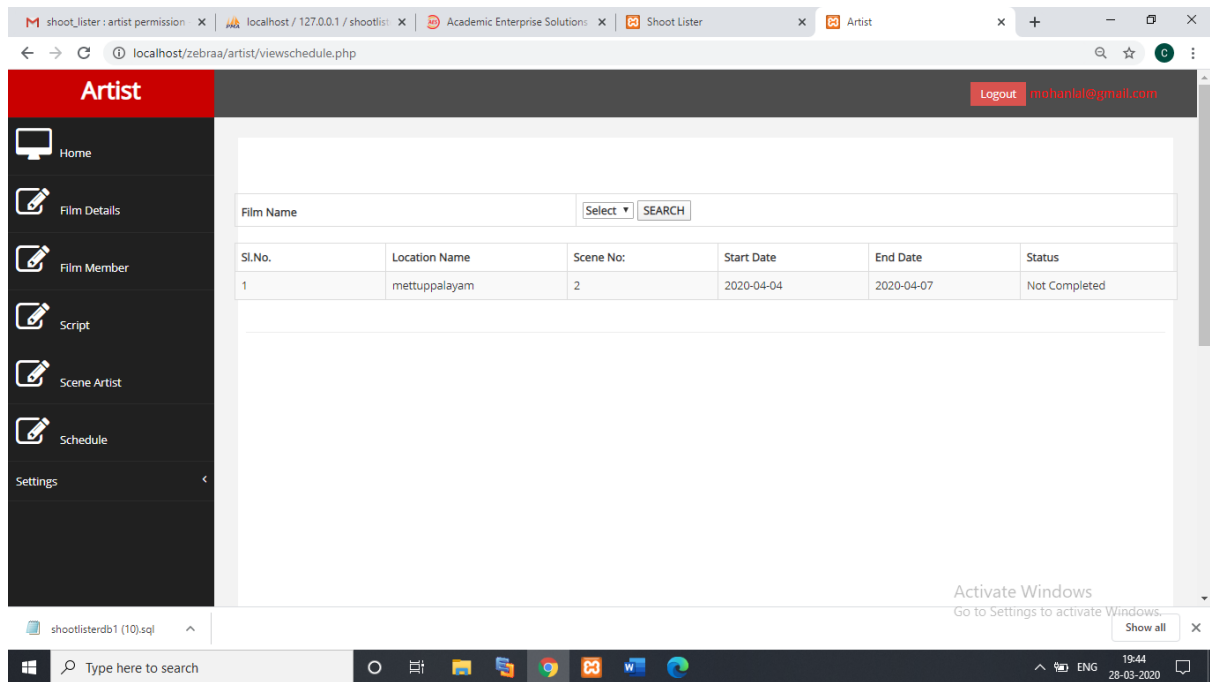 shoot_lister : artist permission
localhost / 127.0.0.1 / shootlist
Academic Enterprise Solutions
Shoot Lister
Artist
localhost/zebraa/artist/viewschedule.php
C
Artist
Logout
Home
Film Details
Film Member
Script
Scene Artist
Schedule
Settings
Film Name Select SEARCH
Sl.No. Location Name Scene No: Start Date End Date Status
1 mettuppalayam 2 2020-04-04 2020-04-07 Not Completed
Activate Windows
Go to Settings to activate Windows.
shootlisterdb1 (10).sql
Show all
Type here to search
ENG
19:44
28-03-2020